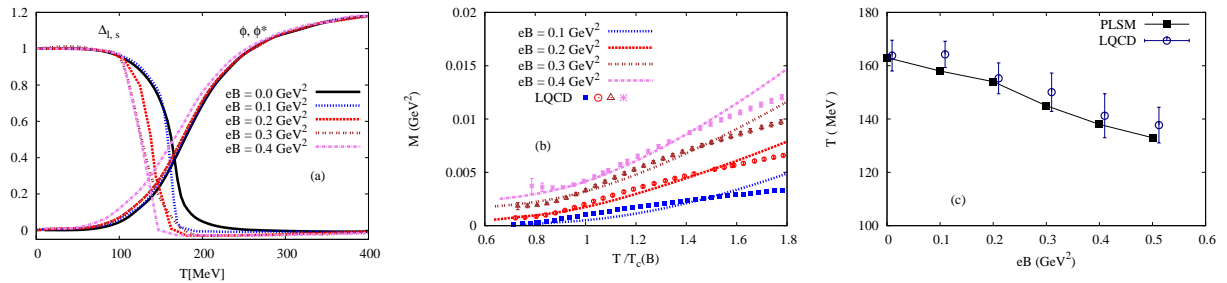 1.2
1
0.8
0.6
0.4
0.2
0
0
100
200
300
400
T[MeV]
Δl, s
ϕ, ϕ*
eB = 0.0 GeV²
eB = 0.1 GeV²
eB = 0.2 GeV²
eB = 0.3 GeV²
eB = 0.4 GeV²
(a)
M (GeV²)
0.02
0.015
0.01
0.005
0
0.6
0.8
1
1.2
1.4
1.6
1.8
T /Tc(B)
eB = 0.1 GeV²
eB = 0.2 GeV²
eB = 0.3 GeV²
eB = 0.4 GeV²
LQCD
(b)
T ( MeV )
180
160
140
120
100
0
0.1
0.2
0.3
0.4
0.5
0.6
eB (GeV²)
(c)
PLSM
LQCD